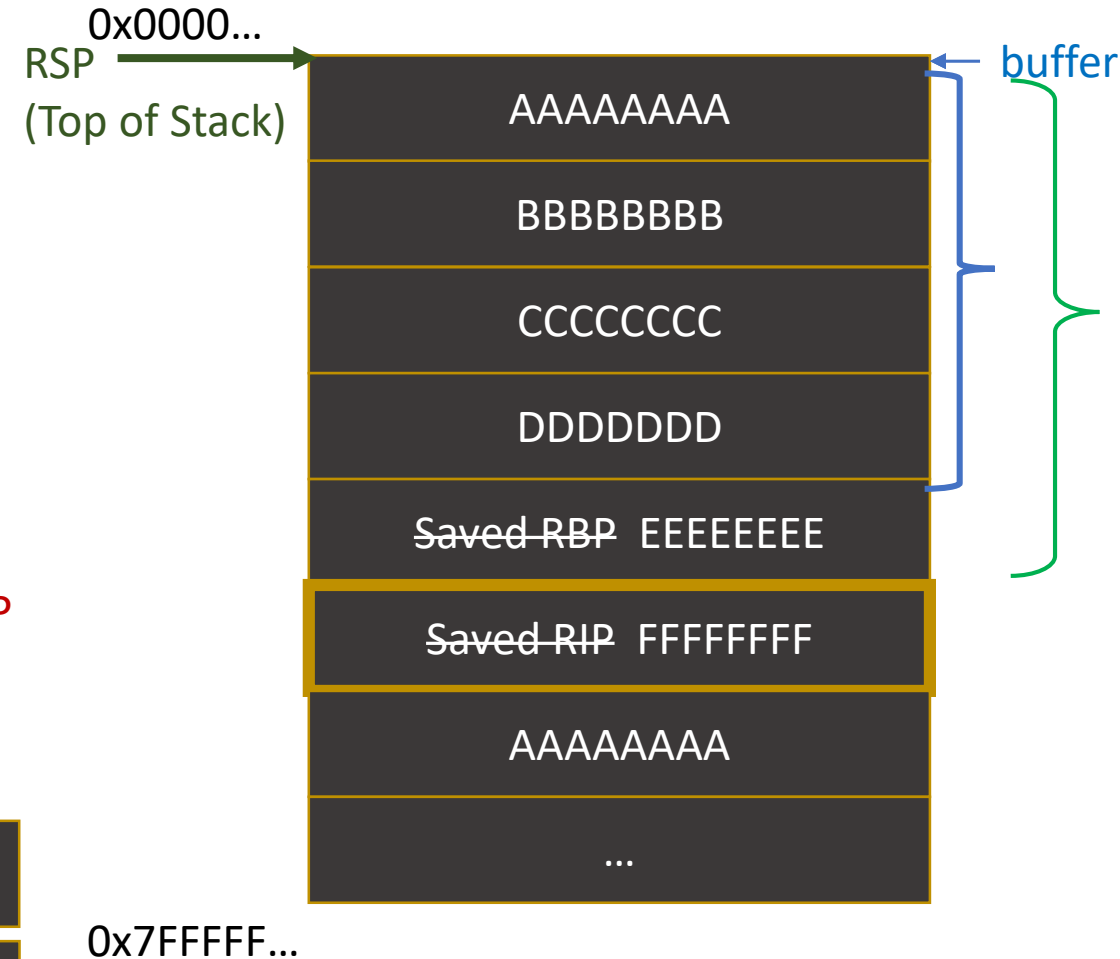 0x0000…
RSP
(Top of Stack)
buffer
AAAAAAAA
BBBBBBBB
CCCCCCCC
DDDDDDD
Saved RBP EEEEEEEE
Saved RIP FFFFFFFF
AAAAAAAA
…
0x7FFFFF…